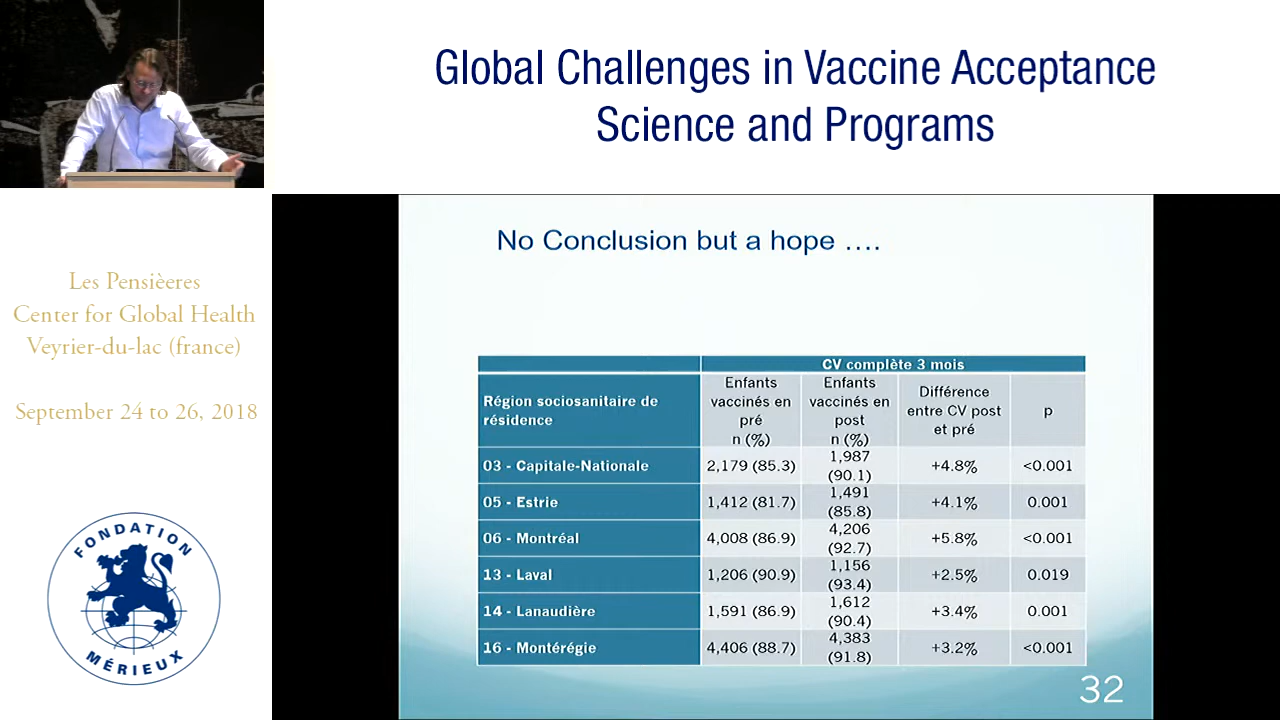 Global Challenges in Vaccine Acceptance
Science and Programs
Les Pensièeres
Center for Global Health
Veyrier-du-lac (france)
September 24 to 26, 2018
FONDATION
MÉRIEUX
No Conclusion but a hope ….
CV complète 3 mois
Région sociosanitaire de
résidence
Enfants
vaccinés en
pré
n (%)
Enfants
vaccinés en
post
n (%)
Différence
entre CV post
et pré
p
03 - Capitale-Nationale 2,179 (85.3) 1,987
(90.1) +4.8% <0.001
05 - Estrie 1,412 (81.7) 1,491
(85.8) +4.1% 0.001
06 - Montréal 4,008 (86.9) 4,206
(92.7) +5.8% <0.001
13 - Laval 1,206 (90.9) 1,156
(93.4) +2.5% 0.019
14 - Lanaudière 1,591 (86.9) 1,612
(90.4) +3.4% 0.001
16 - Montérégie 4,406 (88.7) 4,383
(91.8) +3.2% <0.001
32